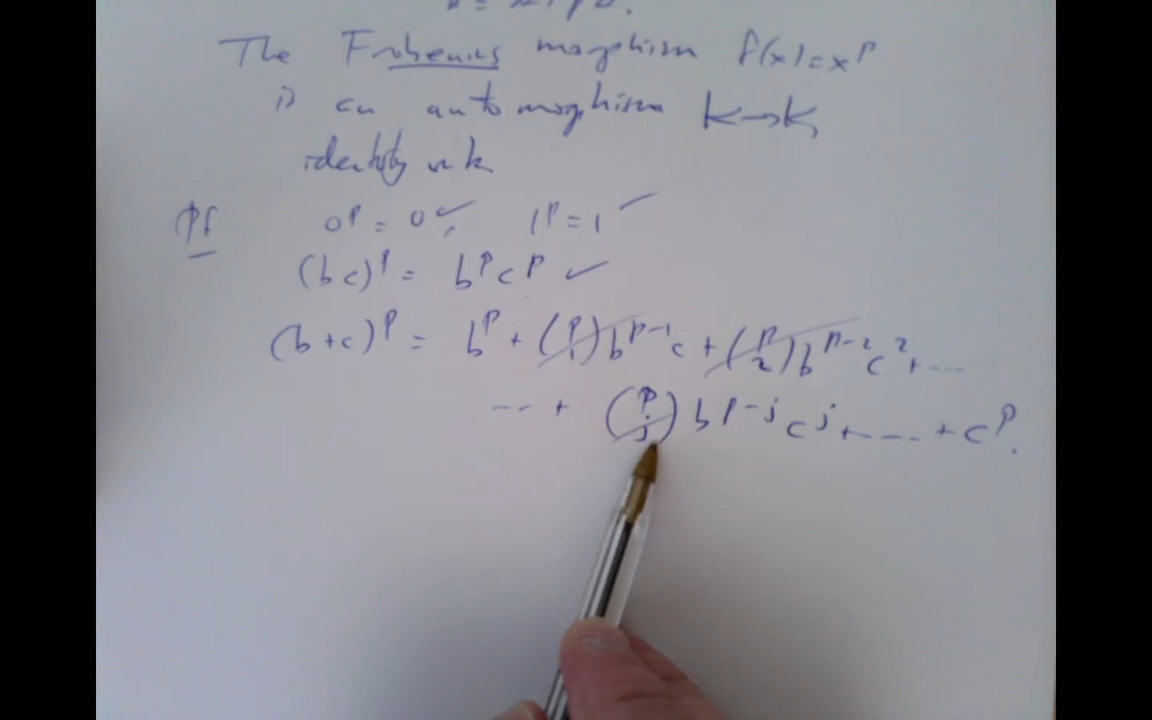 k = ℤ/pℤ.
The Frobenius morphism f(x)=x^p
is an automorphism K→K,
identity on k
Pf 0^p = 0 ✓, 1^p = 1 ✓
(bc)^p = b^p c^p ✓
(b+c)^p = b^p + (p 1) b^{p-1} c + (p 2) b^{p-2} c^2 + ---
--- + (p j) b^{p-j} c^j + --- + c^p.